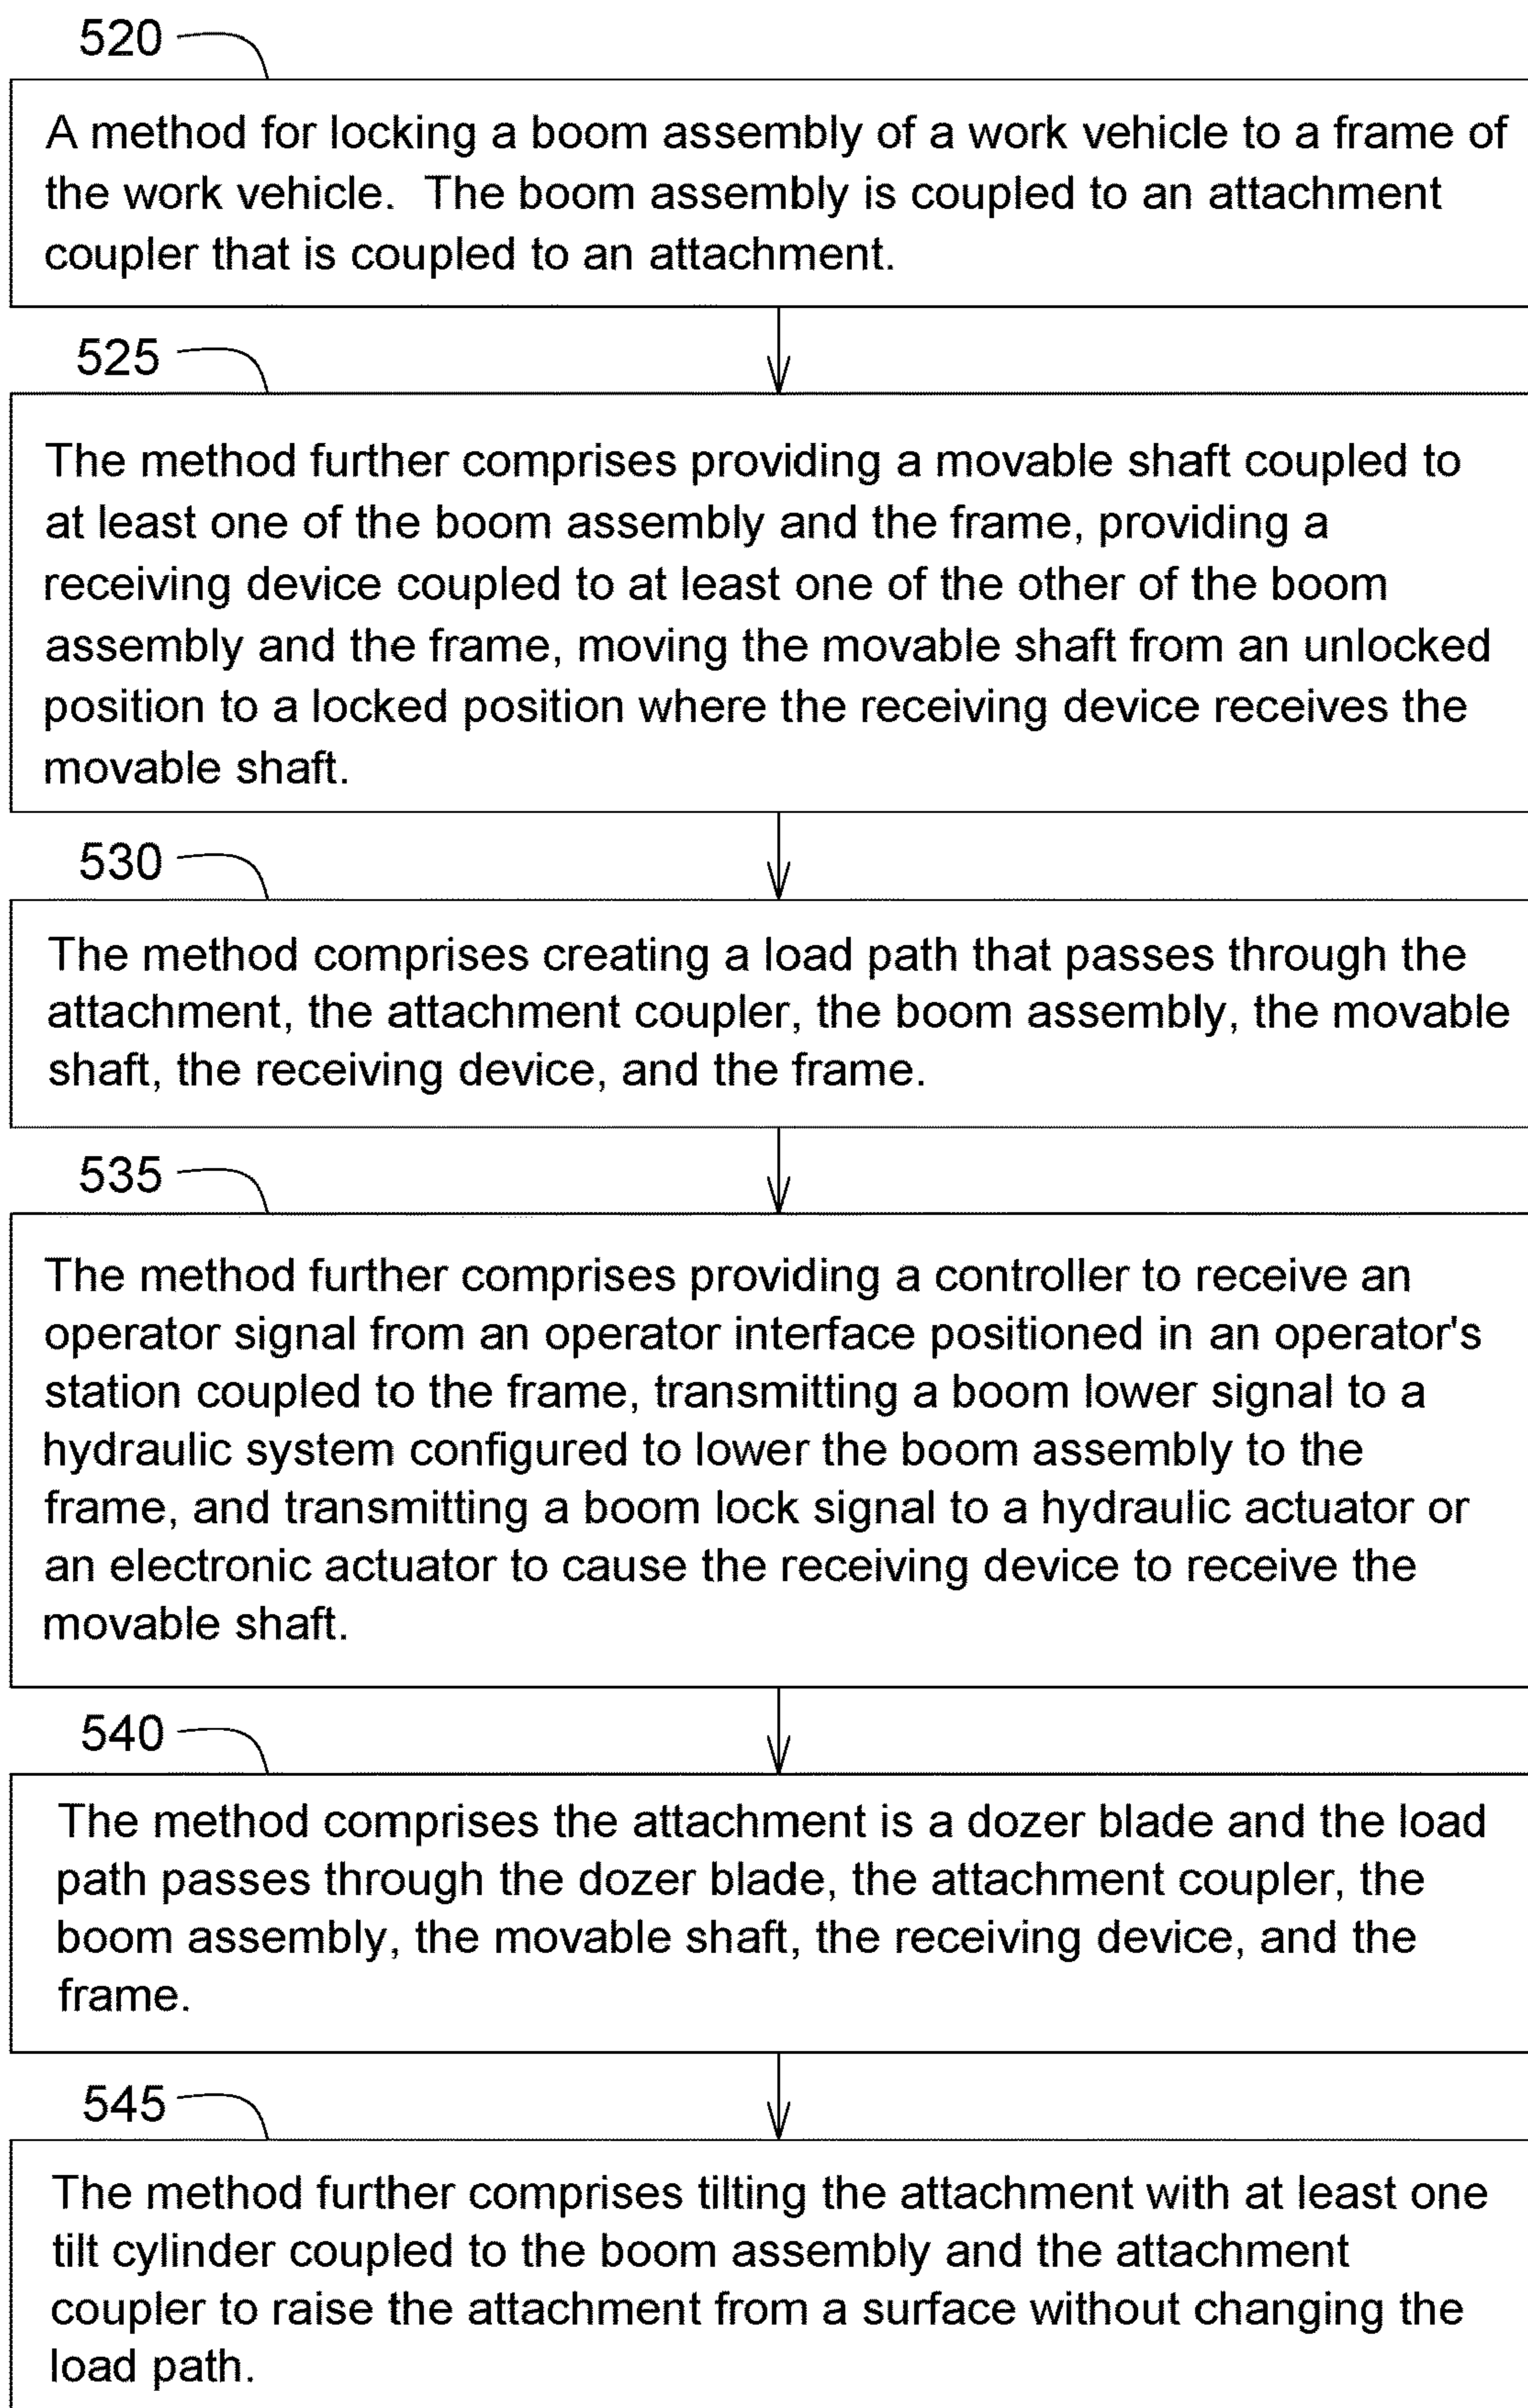 520
A method for locking a boom assembly of a work vehicle to a frame of
the work vehicle.  The boom assembly is coupled to an attachment
coupler that is coupled to an attachment.
525
The method further comprises providing a movable shaft coupled to
at least one of the boom assembly and the frame, providing a
receiving device coupled to at least one of the other of the boom
assembly and the frame, moving the movable shaft from an unlocked
position to a locked position where the receiving device receives the
movable shaft.
530
The method comprises creating a load path that passes through the
attachment, the attachment coupler, the boom assembly, the movable
shaft, the receiving device, and the frame.
535
The method further comprises providing a controller to receive an
operator signal from an operator interface positioned in an operator's
station coupled to the frame, transmitting a boom lower signal to a
hydraulic system configured to lower the boom assembly to the
frame, and transmitting a boom lock signal to a hydraulic actuator or
an electronic actuator to cause the receiving device to receive the
movable shaft.
540
The method comprises the attachment is a dozer blade and the load
path passes through the dozer blade, the attachment coupler, the
boom assembly, the movable shaft, the receiving device, and the
frame.
545
The method further comprises tilting the attachment with at least one
tilt cylinder coupled to the boom assembly and the attachment
coupler to raise the attachment from a surface without changing the
load path.